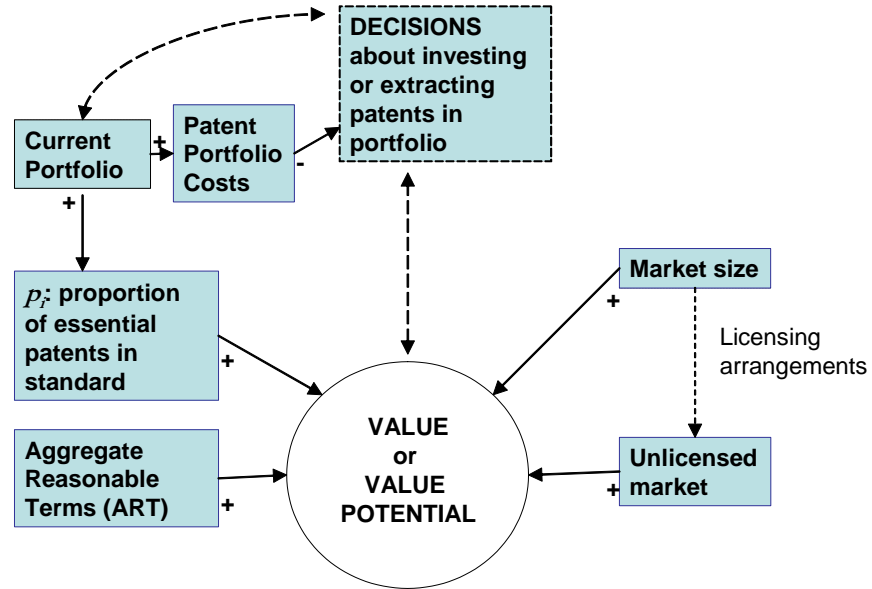 DECISIONS
about investing
or extracting
patents in
portfolio
Current
Portfolio
+
Patent
Portfolio
Costs
-
+
pᵢ: proportion
of essential
patents in
standard
+
Market size
+
Licensing
arrangements
VALUE
or
VALUE
POTENTIAL
Aggregate
Reasonable
Terms (ART)
+
Unlicensed
market
+